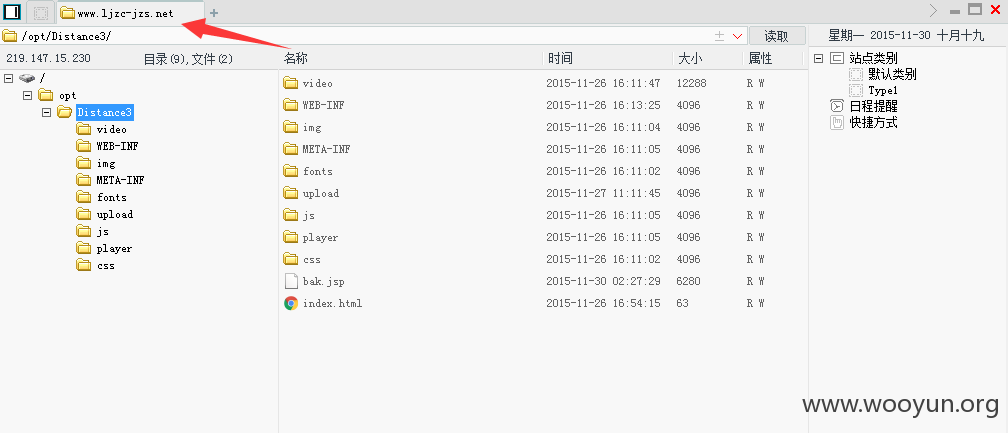 www.ljzc-jzs.net
/opt/Distance3/
读取
星期一 2015-11-30 十月十九
219.147.15.230
目录(9),文件(2)
名称 时间 大小 属性
/
opt
Distance3
video
WEB-INF
img
META-INF
fonts
upload
js
player
css
video 2015-11-26 16:11:47 12288 R W
WEB-INF 2015-11-26 16:13:25 4096 R W
img 2015-11-26 16:11:04 4096 R W
META-INF 2015-11-26 16:11:05 4096 R W
fonts 2015-11-26 16:11:02 4096 R W
upload 2015-11-27 11:11:45 4096 R W
js 2015-11-26 16:11:05 4096 R W
player 2015-11-26 16:11:05 4096 R W
css 2015-11-26 16:11:02 4096 R W
bak.jsp 2015-11-30 02:27:29 6280 R W
index.html 2015-11-26 16:54:15 63 R W
站点类别
默认类别
Type1
日程提醒
快捷方式
www.wooyun.org